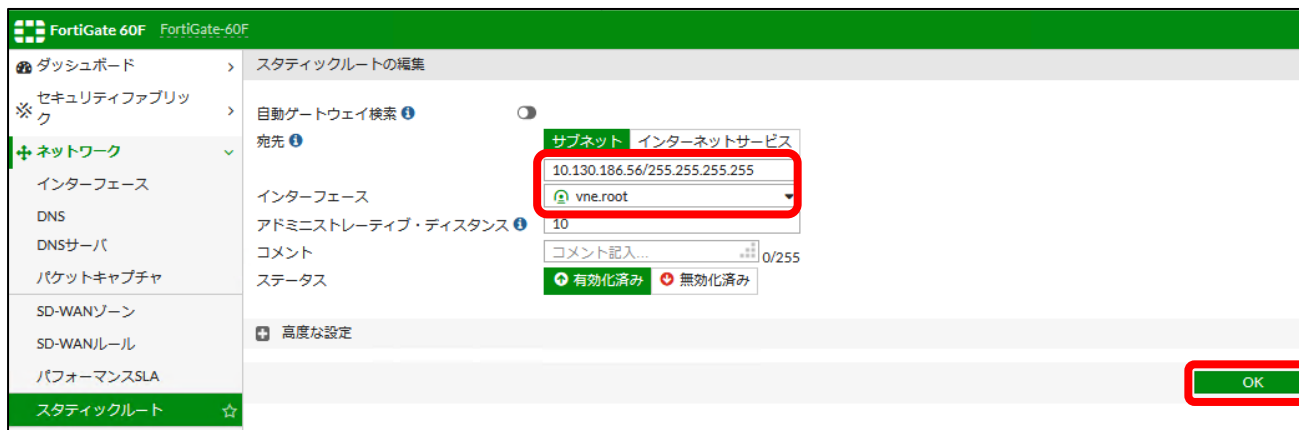 FortiGate 60F FortiGate-60F
ダッシュボード
セキュリティファブリッ
ク
ネットワーク
インターフェース
DNS
DNSサーバ
パケットキャプチャ
SD-WANゾーン
SD-WANルール
パフォーマンスSLA
スタティックルート
スタティックルートの編集
自動ゲートウェイ検索
宛先 サブネット インターネットサービス
10.130.186.56/255.255.255.255
インターフェース vne.root
アドミニストレーティブ・ディスタンス 10
コメント コメント記入... 0/255
ステータス 有効化済み 無効化済み
高度な設定
OK